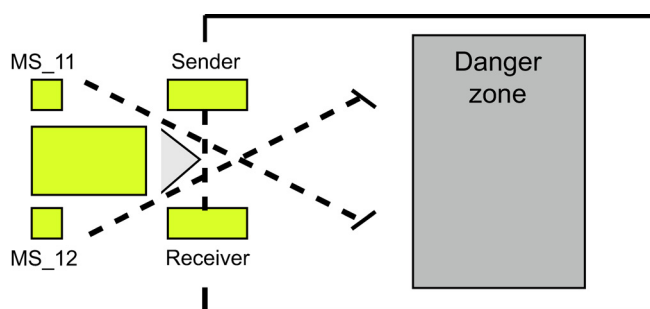 MS_11
Sender
Danger
zone
MS_12
Receiver